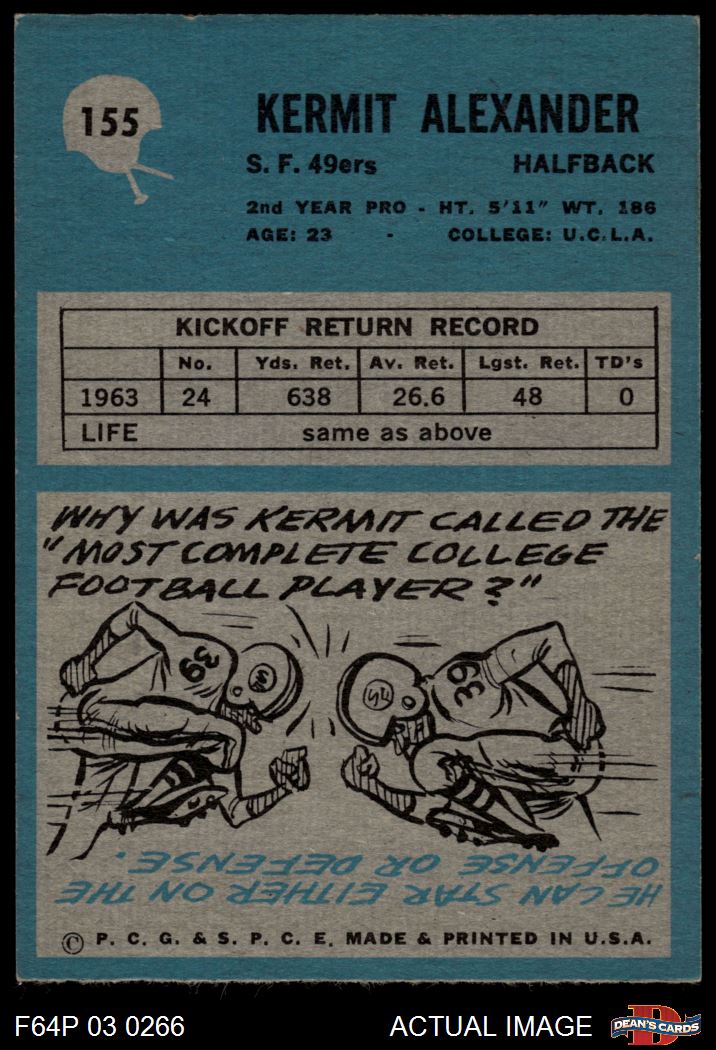 155
KERMIT ALEXANDER
S. F. 49ers HALFBACK
2nd YEAR PRO - HT. 5'11" WT. 186
AGE: 23 - COLLEGE: U.C.L.A.
KICKOFF RETURN RECORD
No. Yds. Ret. Av. Ret. Lgst. Ret. TD's
1963 24 638 26.6 48 0
LIFE same as above
WHY WAS KERMIT CALLED THE
"MOST COMPLETE COLLEGE
FOOTBALL PLAYER?"
39
39
HE CAN STAR EITHER ON THE
OFFENSE OR DEFENSE.
© P. C. G. & S. P. C. E. MADE & PRINTED IN U.S.A.
F64P 03 0266 ACTUAL IMAGE DEAN'S CARDS